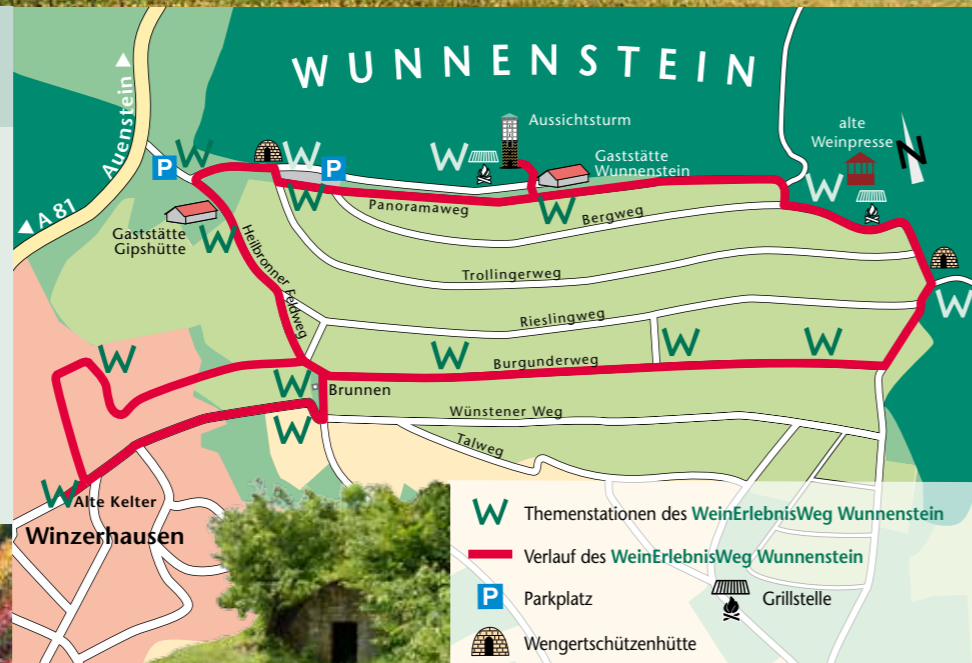 WUNNENSTEIN
Auenstein
A 81
P
P
Aussichtsturm
Gaststätte
Wunnenstein
alte
Weinpresse
N
Gaststätte
Gipshütte
Panoramaweg
Bergweg
Heilbronner Feldweg
Trollingerweg
Rieslingweg
Burgunderweg
Brunnen
Wünstener Weg
Talweg
Alte Kelter
Winzerhausen
W Themenstationen des WeinErlebnisWeg Wunnenstein
Verlauf des WeinErlebnisWeg Wunnenstein
P Parkplatz
Grillstelle
Wengertschützenhütte